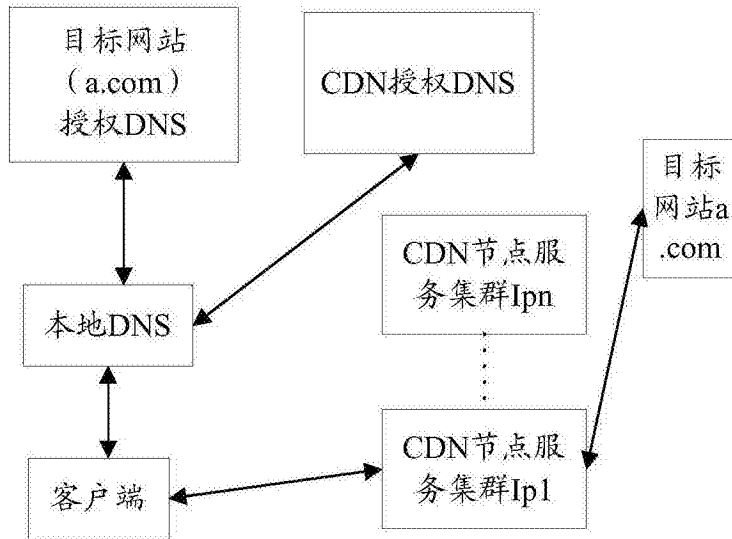 目标网站
（a.com）
授权DNS
CDN授权DNS
目标
网站a
.com
CDN节点服
务集群Ipn
本地DNS
CDN节点服
务集群Ip1
客户端